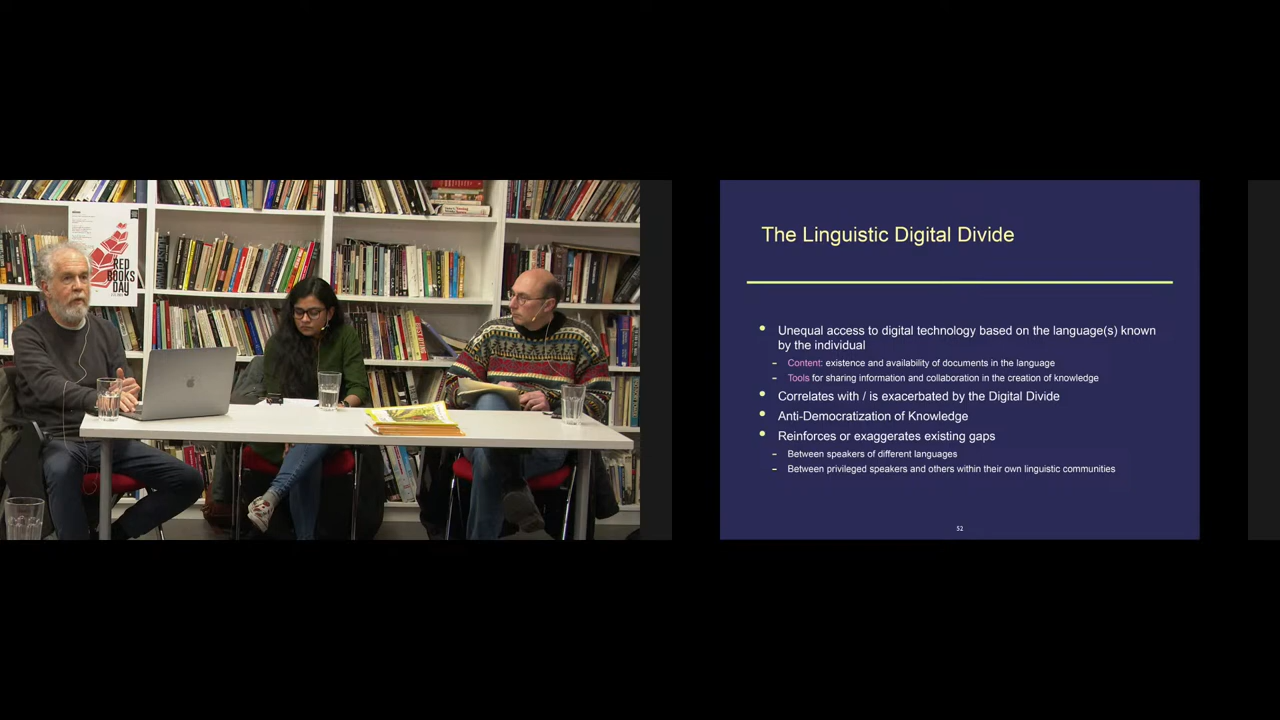 RED
BOOKS
DAY
The Linguistic Digital Divide
• Unequal access to digital technology based on the language(s) known
by the individual
– Content: existence and availability of documents in the language
– Tools for sharing information and collaboration in the creation of knowledge
• Correlates with / is exacerbated by the Digital Divide
• Anti-Democratization of Knowledge
• Reinforces or exaggerates existing gaps
– Between speakers of different languages
– Between privileged speakers and others within their own linguistic communities
52